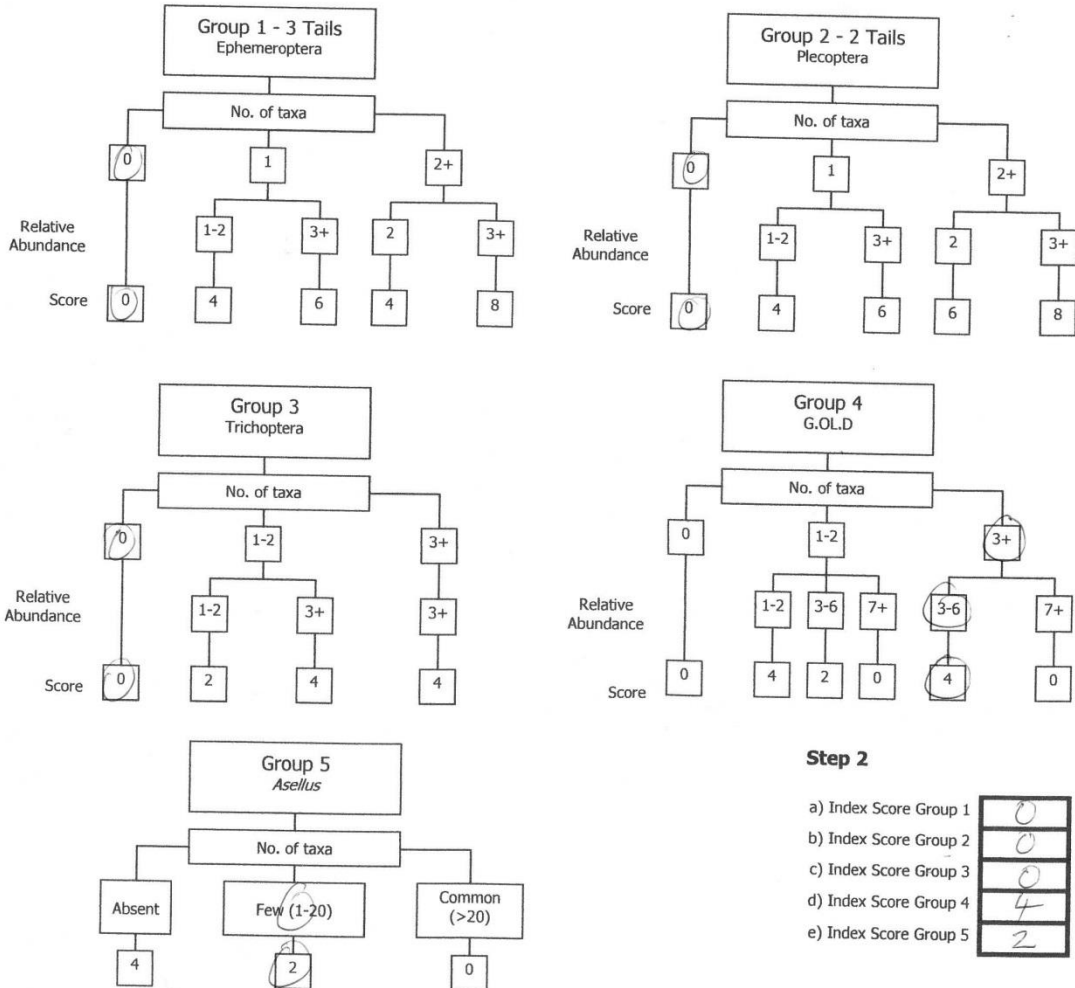 Group 1 - 3 Tails
Ephemeroptera
No. of taxa
0 1 2+
Relative Abundance
1-2 3+ 2 3+
Score
0 4 6 4 8
Group 2 - 2 Tails
Plecoptera
No. of taxa
0 1 2+
Relative Abundance
1-2 3+ 2 3+
Score
0 4 6 6 8
Group 3
Trichoptera
No. of taxa
0 1-2 3+
Relative Abundance
1-2 3+ 3+
Score
0 2 4 4
Group 4
G.OL.D
No. of taxa
0 1-2 3+
Relative Abundance
1-2 3-6 7+ 3-6 7+
Score
0 4 2 0 4 0
Group 5
Asellus
No. of taxa
Absent Few (1-20) Common (>20)
4 2 0
Step 2
a) Index Score Group 1 0
b) Index Score Group 2 0
c) Index Score Group 3 0
d) Index Score Group 4 4
e) Index Score Group 5 2